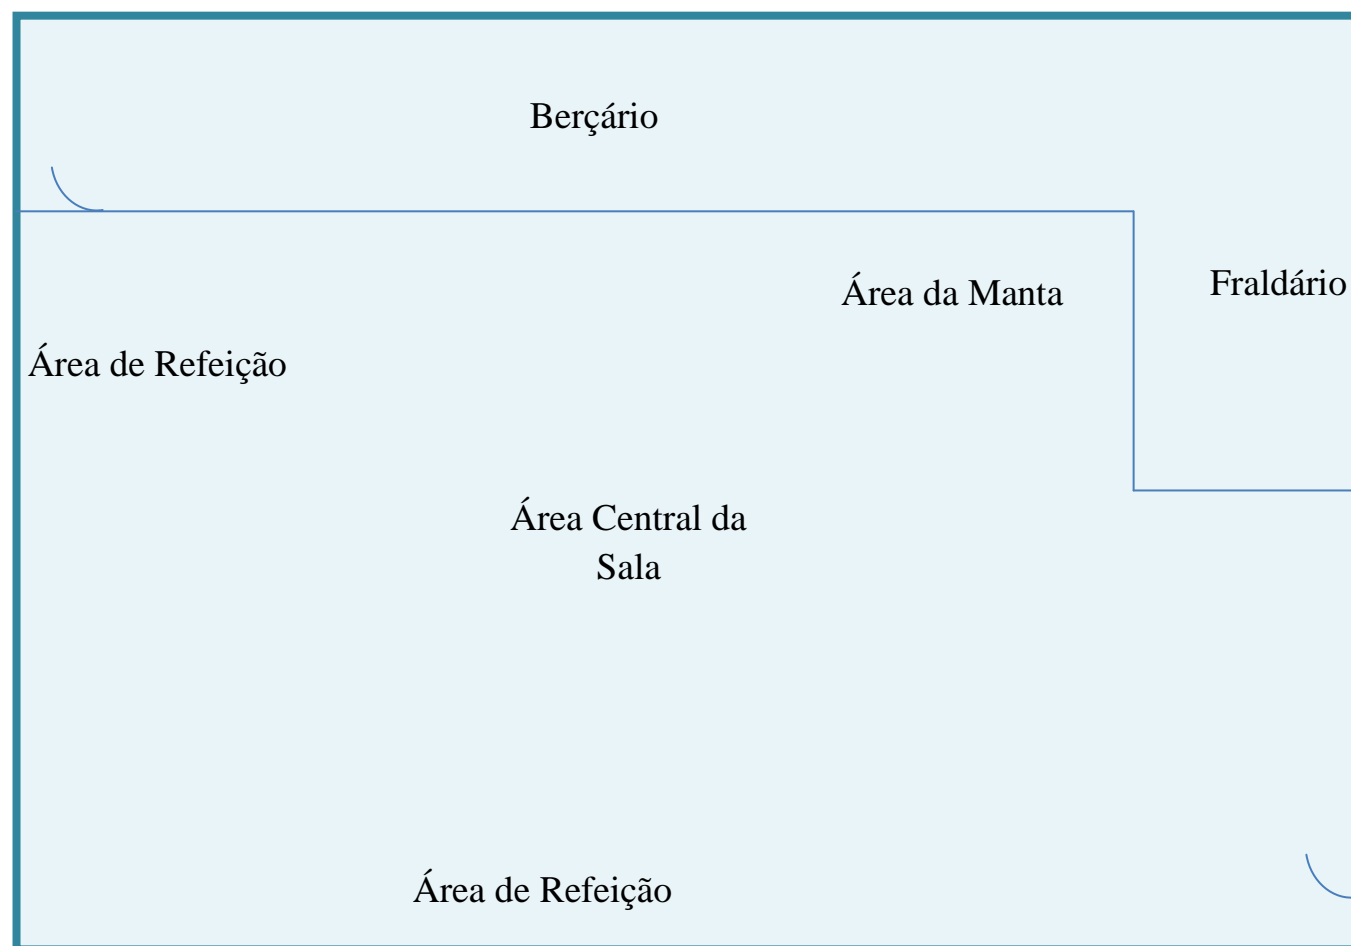 Berçário
Área da Manta
Fraldário
Área de Refeição
Área Central da
Sala
Área de Refeição